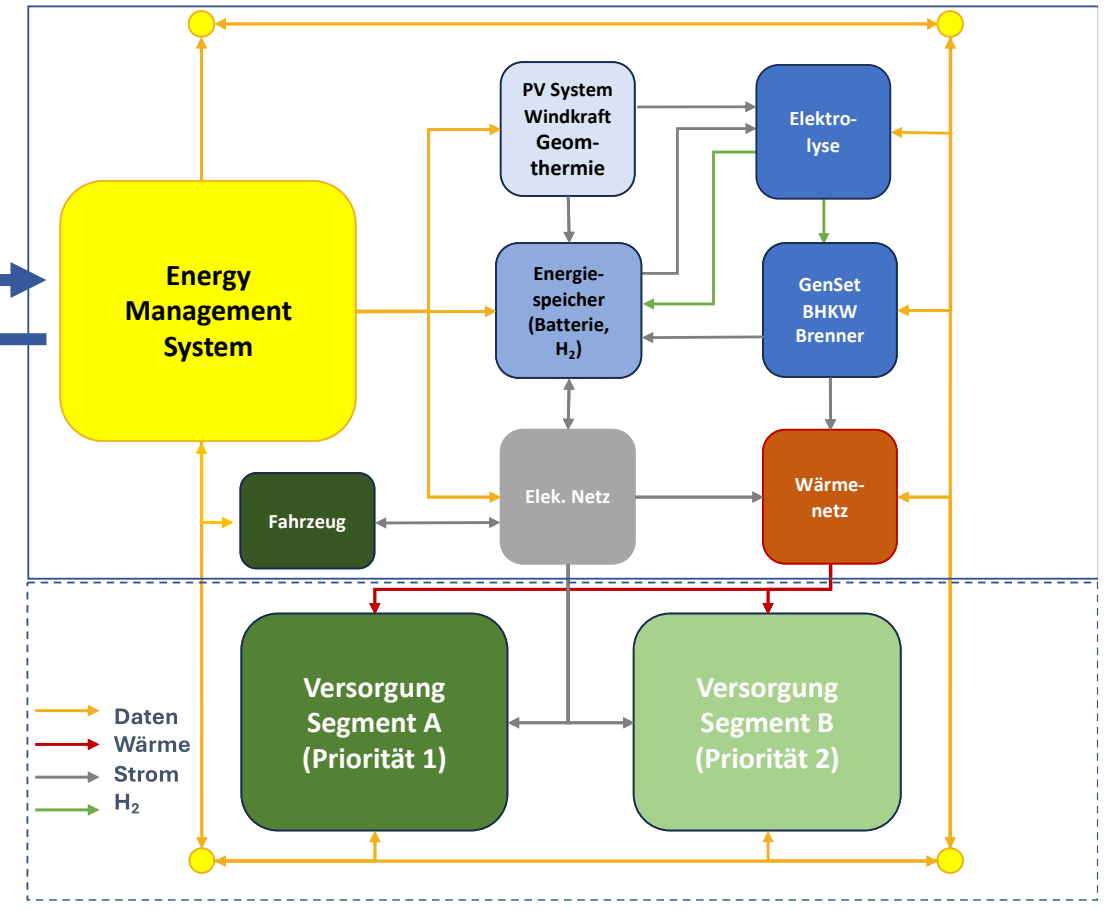 PV System
Windkraft
Geom-
thermie
Elektro-
lyse
Energy
Management
System
Energie-
speicher
(Batterie,
H₂)
GenSet
BHKW
Brenner
Fahrzeug
Elek. Netz
Wärme-
netz
Versorgung
Segment A
(Priorität 1)
Versorgung
Segment B
(Priorität 2)
Daten
Wärme
Strom
H₂